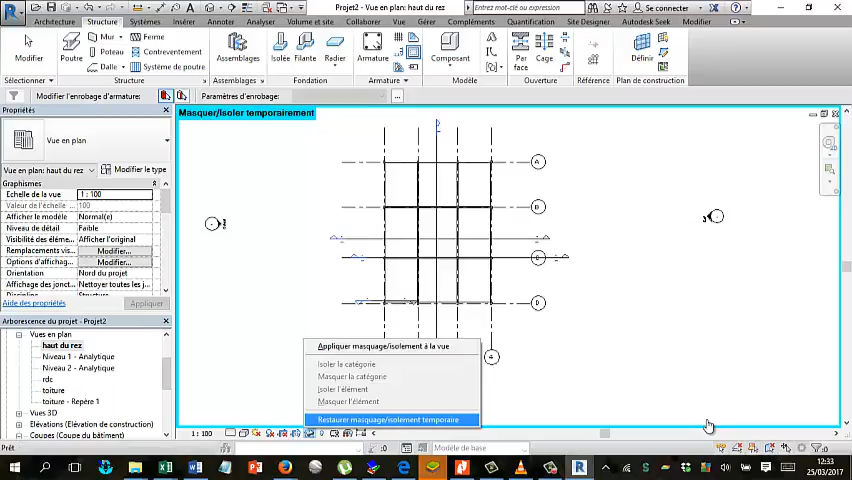 Projet2 - Vue en plan: haut du rez
Se connecter
Architecture Structure Systèmes Insérer Annoter Analyser Volume et site Collaborer Vue Gérer Compléments Quantification Site Designer Autodesk Seek Modifier
Modifier Poutre Mur Poteau Dalle Ferme Contreventement Système de poutre Assemblages Isolée Filante Radier Armature Composant Par face Cage Définir
Sélectionner Structure Assemblages Fondation Armature Modèle Ouverture Référence Plan de construction
Modifier l'enrobage d'armature Paramètres d'enrobage: ...
Propriétés
Vue en plan
Vue en plan: haut du rez Modifier le type
Graphismes
Echelle de la vue 1 : 100
Valeur de l'échelle 100
Afficher le modèle Normal(e)
Niveau de détail Faible
Visibilité des éléme... Afficher l'original
Remplacements vis... Modifier...
Options d'affichag... Modifier...
Orientation Nord du projet
Affichage des jonct... Nettoyer toutes les j...
Discipline Structure
Aide des propriétés Appliquer
Arborescence du projet - Projet2
Vues en plan
haut du rez
Niveau 1 - Analytique
Niveau 2 - Analytique
rdc
toiture
toiture - Repère 1
Vues 3D
Elévations (Elévation de construction)
Coupes (Coupe du bâtiment)
Masquer/Isoler temporairement
A
B
C
D
4
Appliquer masquage/isolement à la vue
Isoler la catégorie
Masquer la catégorie
Isoler l'élément
Masquer l'élément
Restaurer masquage/isolement temporaire
1 : 100
Prêt :0 Modèle de base :0
12:33
25/03/2017